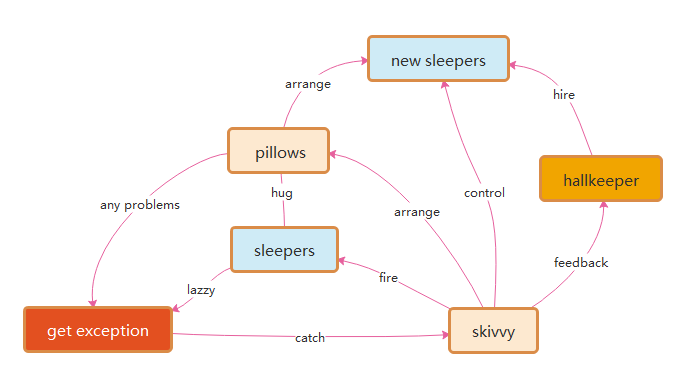 new sleepers
arrange
hire
pillows
hallkeeper
hug
control
any problems
arrange
sleepers
feedback
fire
lazzy
get exception
skivvy
catch